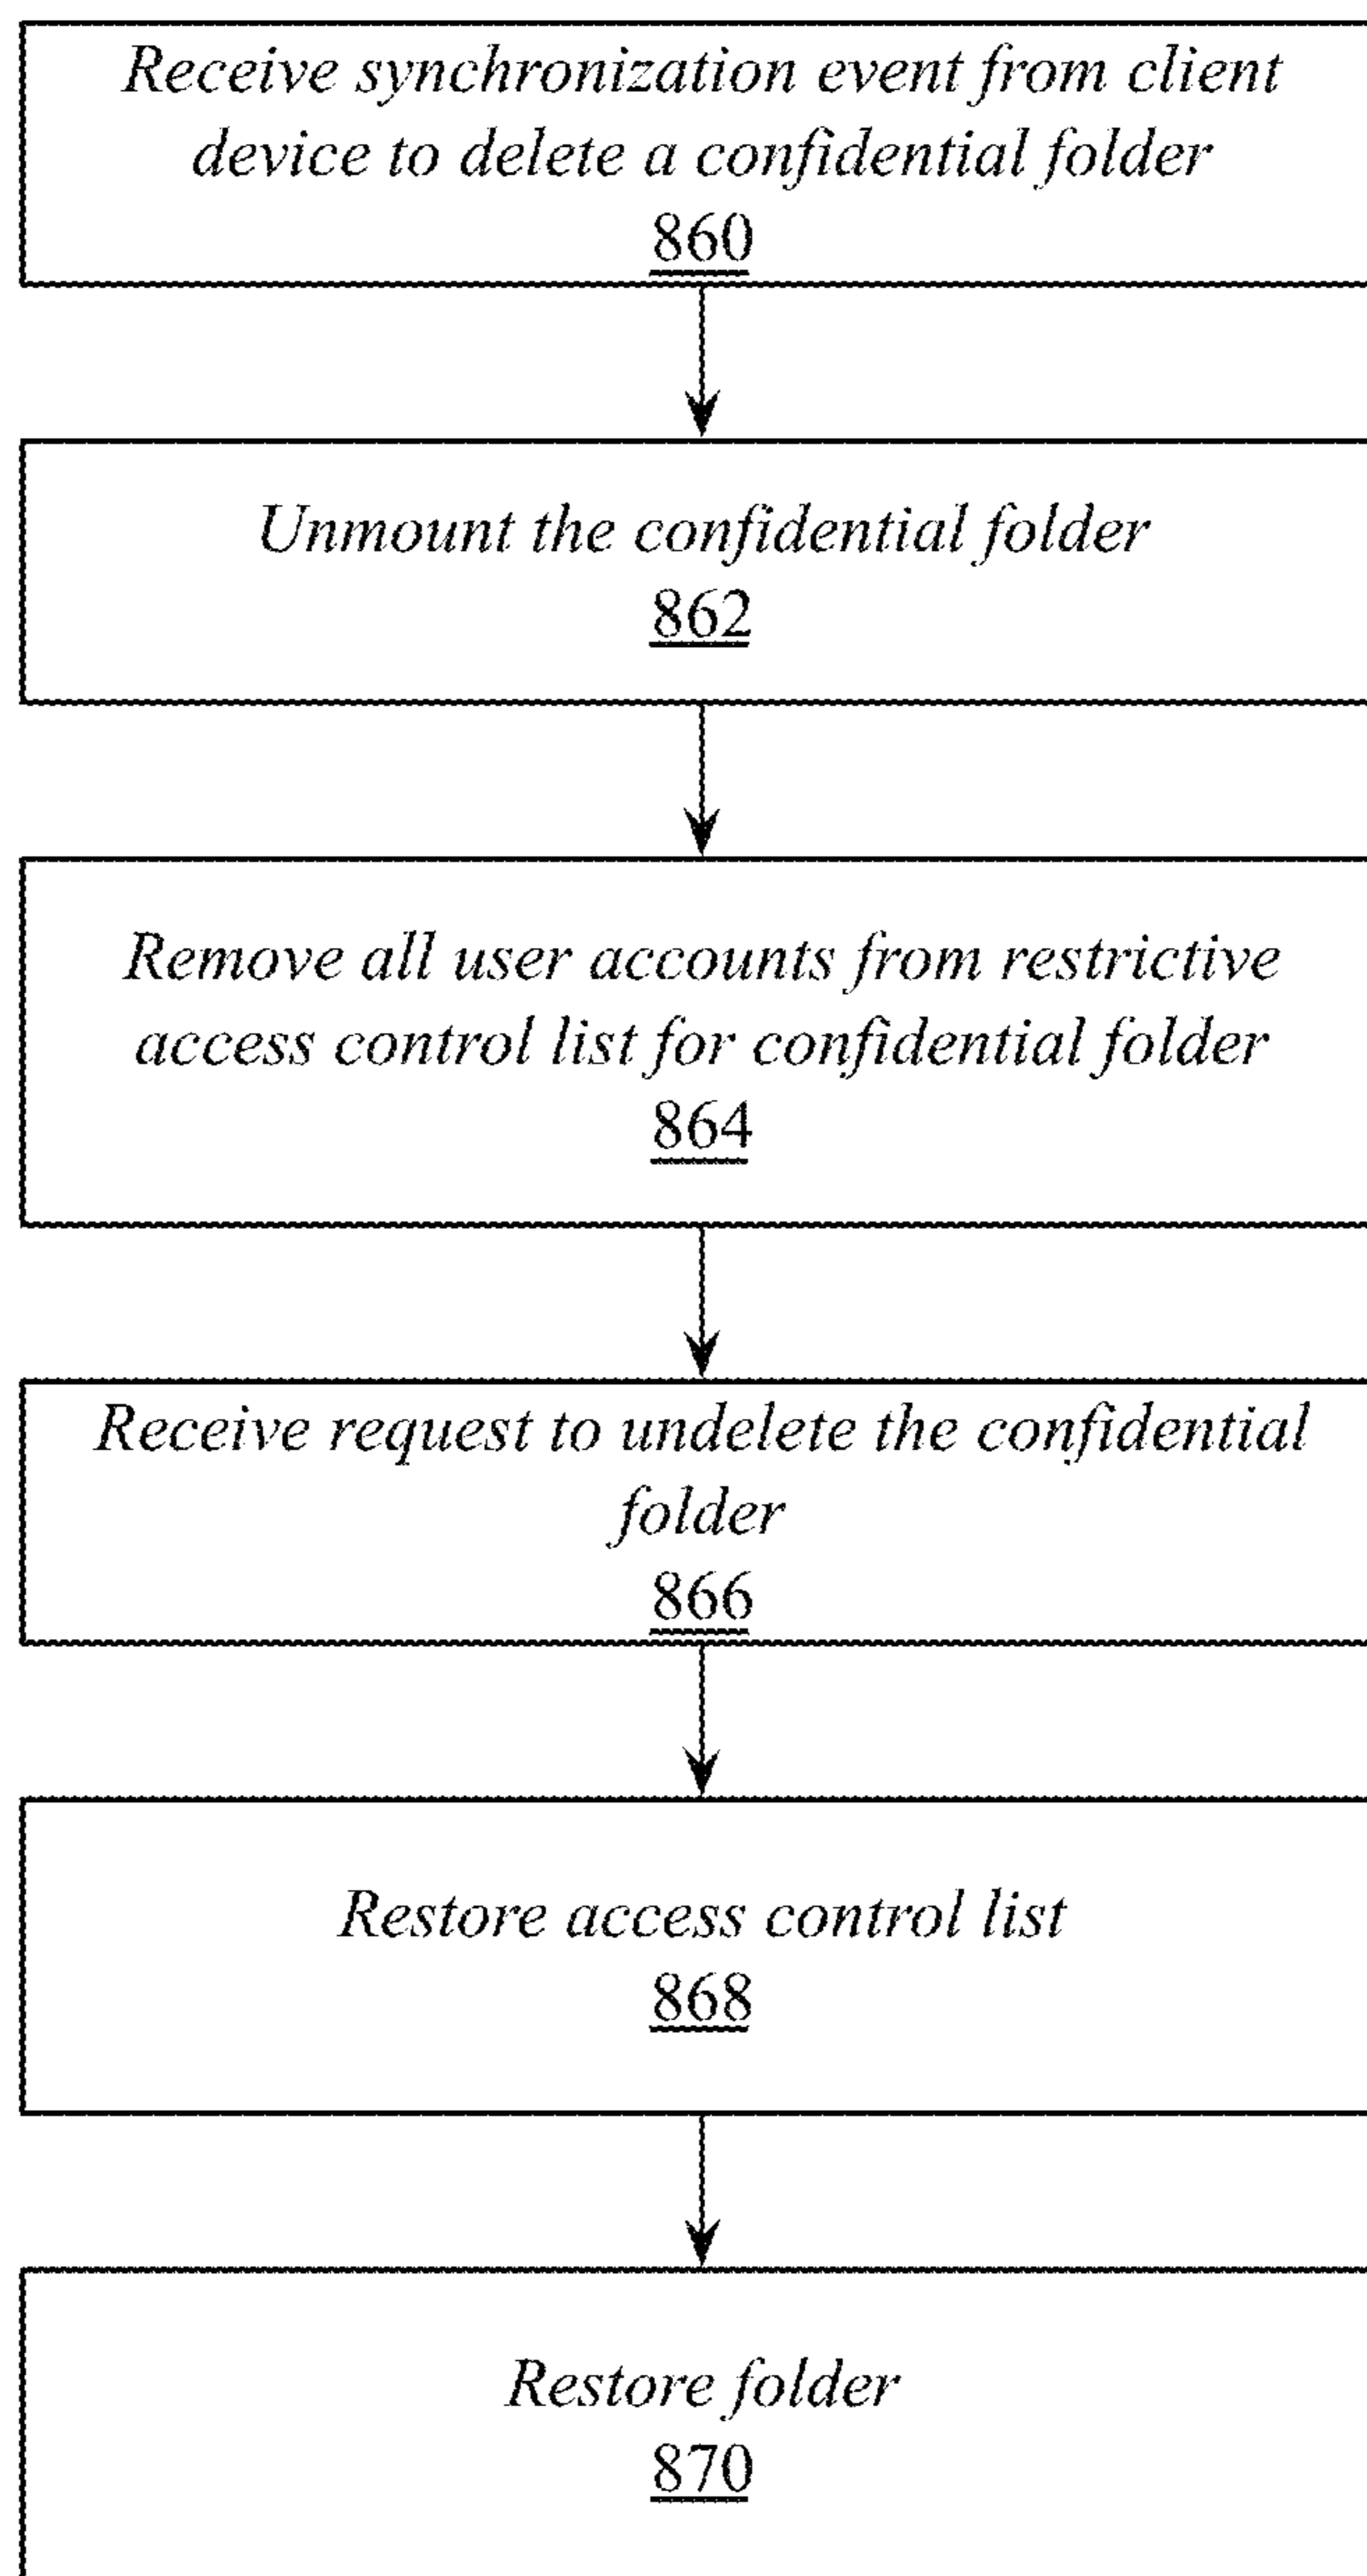 Receive synchronization event from client
device to delete a confidential folder
860
Unmount the confidential folder
862
Remove all user accounts from restrictive
access control list for confidential folder
864
Receive request to undelete the confidential
folder
866
Restore access control list
868
Restore folder
870